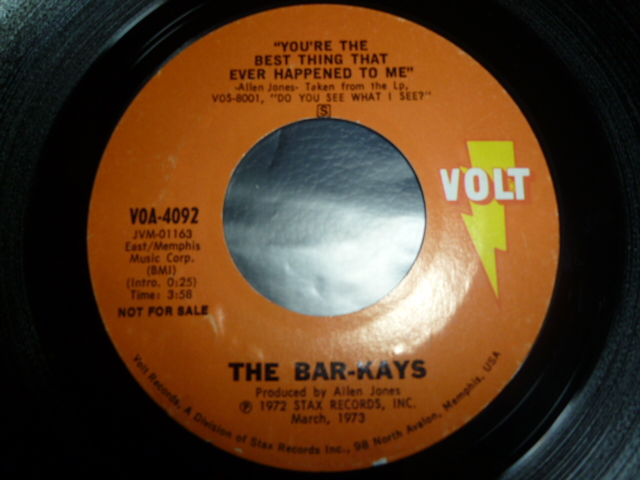 "YOU'RE THE
BEST THING THAT
EVER HAPPENED TO ME"
-Allen Jones- Taken from the Lp,
VOS-8001, "DO YOU SEE WHAT I SEE?"
S
VOLT
VOA-4092
JVM-01163
East/Memphis
Music Corp.
(BMI)
(Intro. 0:25)
Time: 3:58
NOT FOR SALE
THE BAR-KAYS
Produced by Allen Jones
℗ 1972 STAX RECORDS, INC.
March, 1973
Volt Records, A Division of Stax Records Inc., 98 North Avalon, Memphis, USA